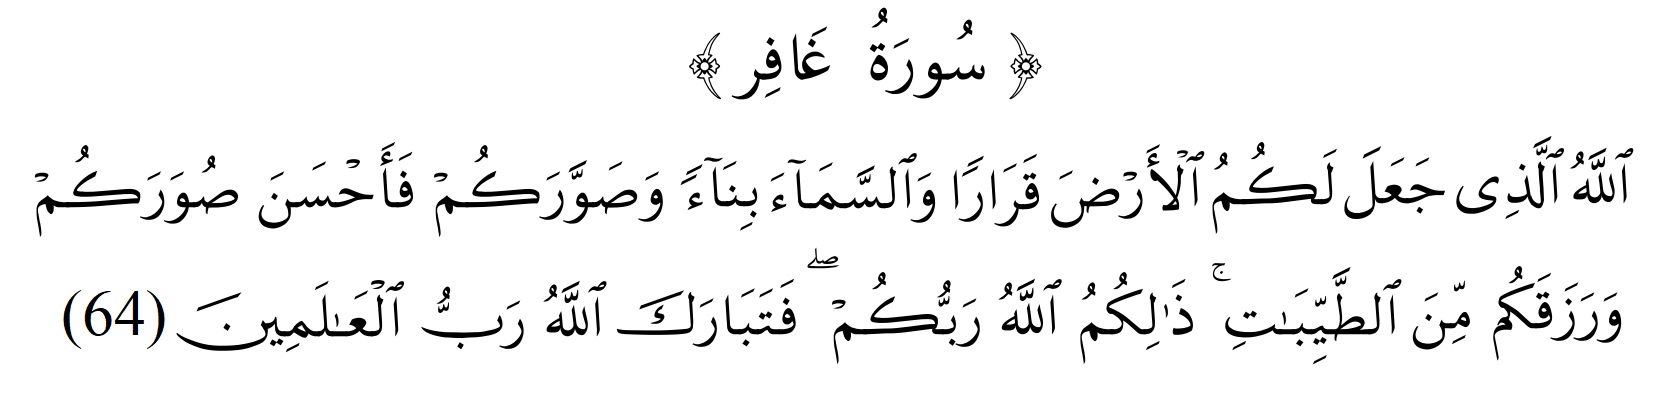 ﴿ سُورَةُ غَافِر ﴾
ٱللَّهُ ٱلَّذِى جَعَلَ لَكُمُ ٱلْأَرْضَ قَرَارًا وَٱلسَّمَآءَ بِنَآءً وَصَوَّرَكُمْ فَأَحْسَنَ صُوَرَكُمْ
وَرَزَقَكُم مِّنَ ٱلطَّيِّبَـٰتِ ۚ ذَٰلِكُمُ ٱللَّهُ رَبُّكُمْ ۖ فَتَبَارَكَ ٱللَّهُ رَبُّ ٱلْعَـٰلَمِينَ (64)